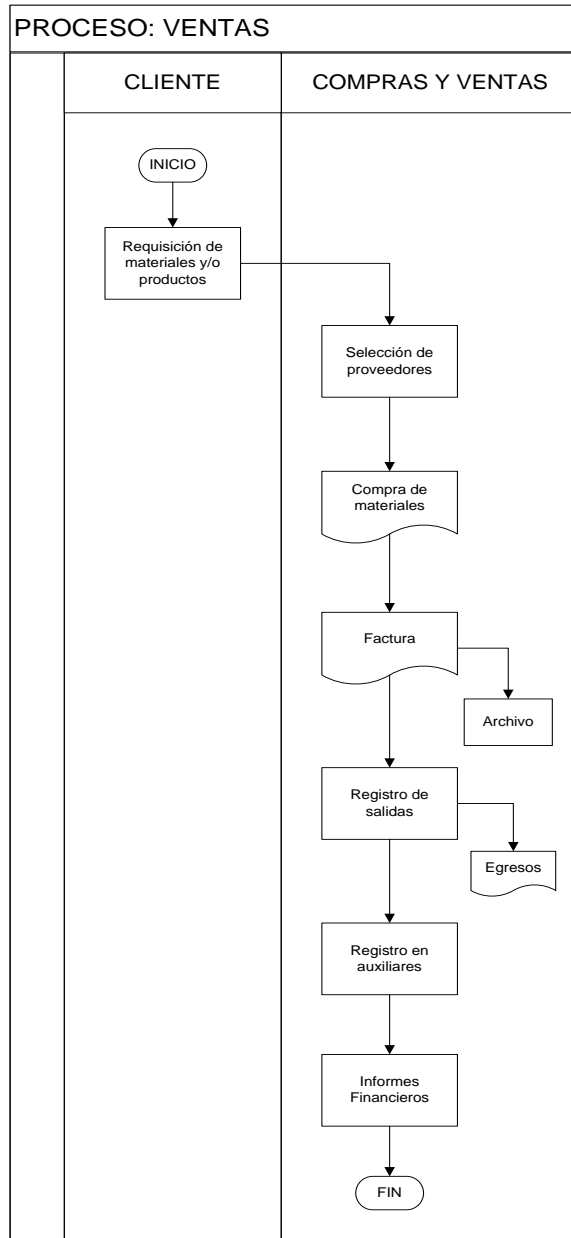 PROCESO: VENTAS
CLIENTE
COMPRAS Y VENTAS
INICIO
Requisición de
materiales y/o
productos
Selección de
proveedores
Compra de
materiales
Factura
Archivo
Registro de
salidas
Egresos
Registro en
auxiliares
Informes
Financieros
FIN